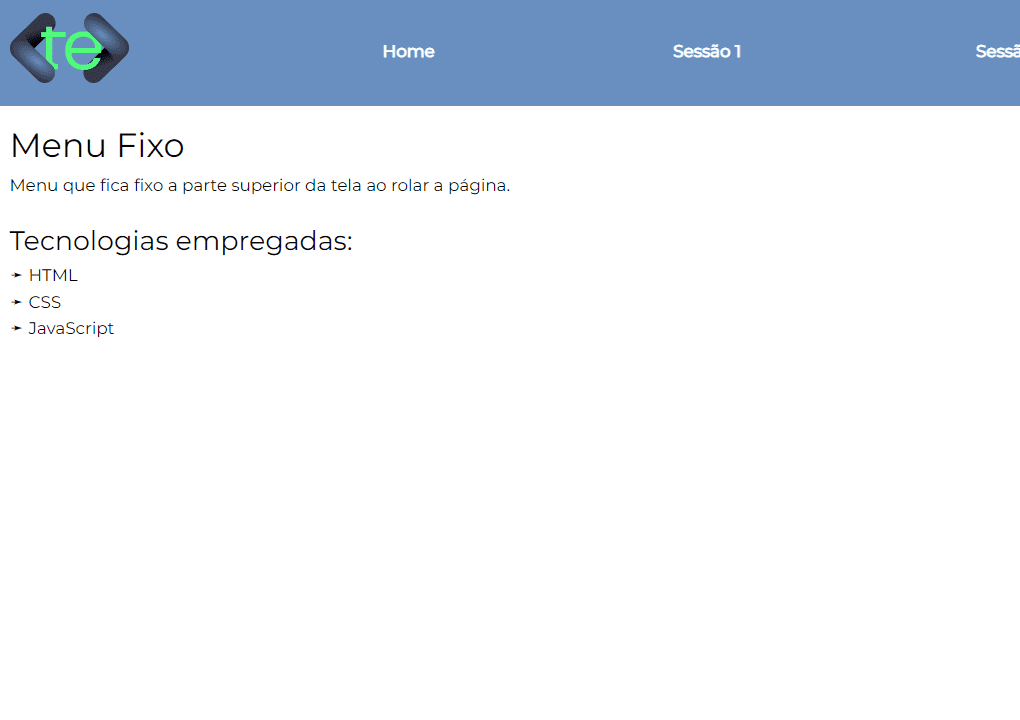 te
Home
Sessão 1
Menu Fixo
Menu que fica fixo a parte superior da tela ao rolar a página.
Tecnologias empregadas:
➛ HTML
➛ CSS
➛ JavaScript